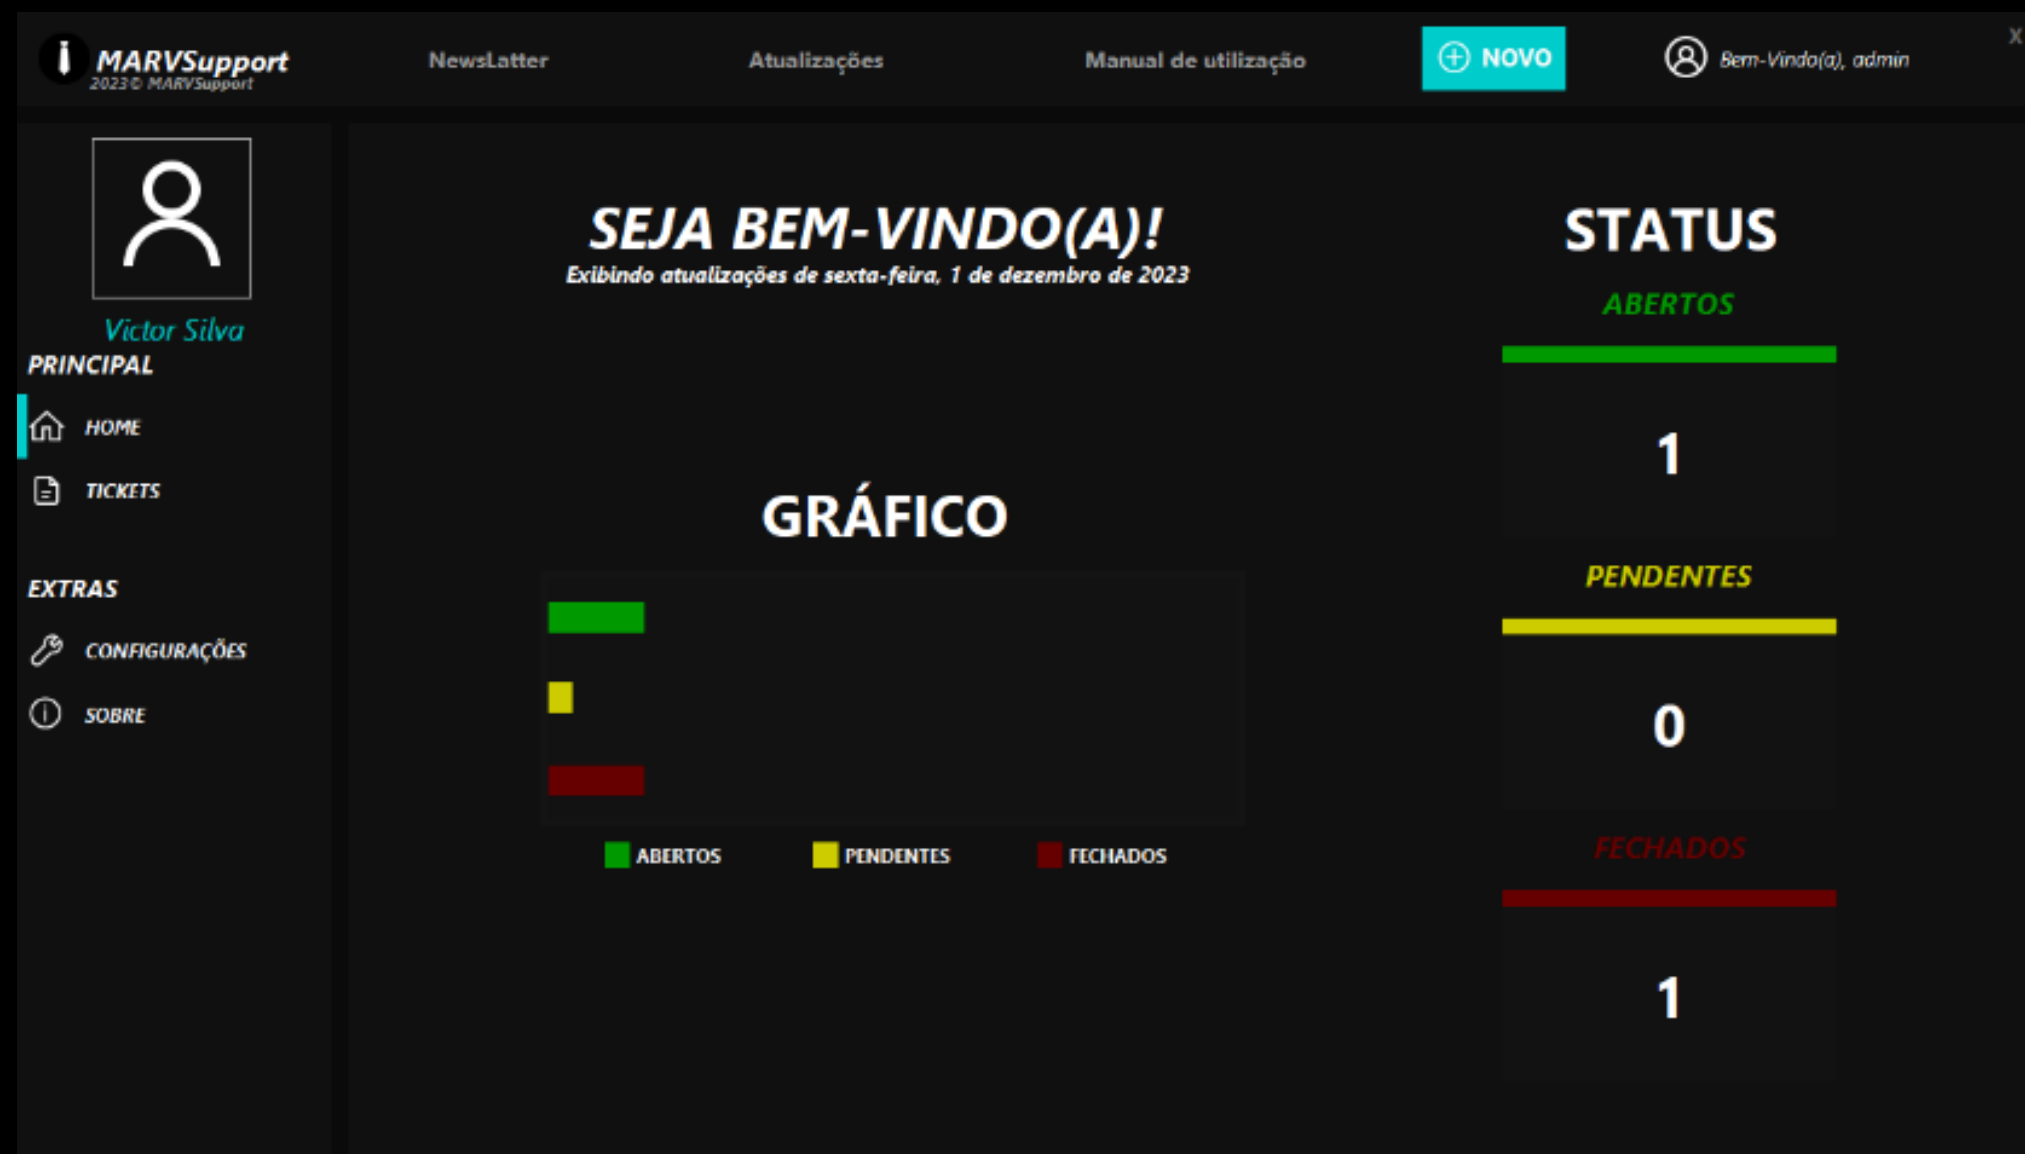 MARVSupport
2023© MARVSupport
NewsLatter
Atualizações
Manual de utilização
NOVO
Bem-Vindo(a), admin
X
Victor Silva
PRINCIPAL
HOME
TICKETS
EXTRAS
CONFIGURAÇÕES
SOBRE
SEJA BEM-VINDO(A)!
Exibindo atualizações de sexta-feira, 1 de dezembro de 2023
GRÁFICO
ABERTOS PENDENTES FECHADOS
STATUS
ABERTOS
1
PENDENTES
0
FECHADOS
1